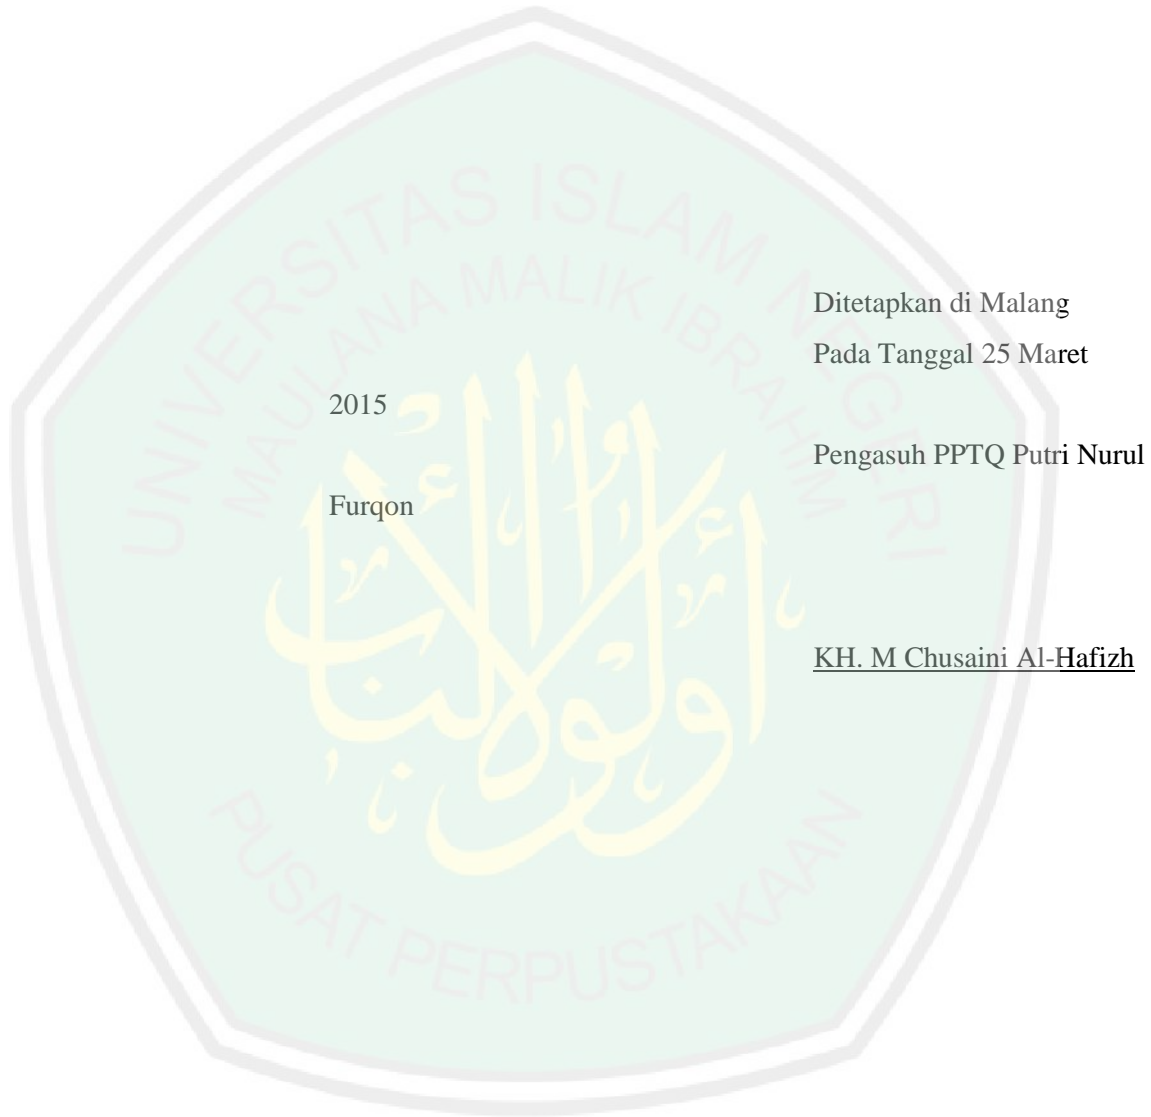 UNIVERSITAS ISLAM NEGERI
MAULANA MALIK IBRAHIM
Ditetapkan di Malang
Pada Tanggal 25 Maret
2015
Pengasuh PPTQ Putri Nurul
Furqon
أولوا الألباب
KH. M Chusaini Al-Hafizh
PUSAT PERPUSTAKAAN